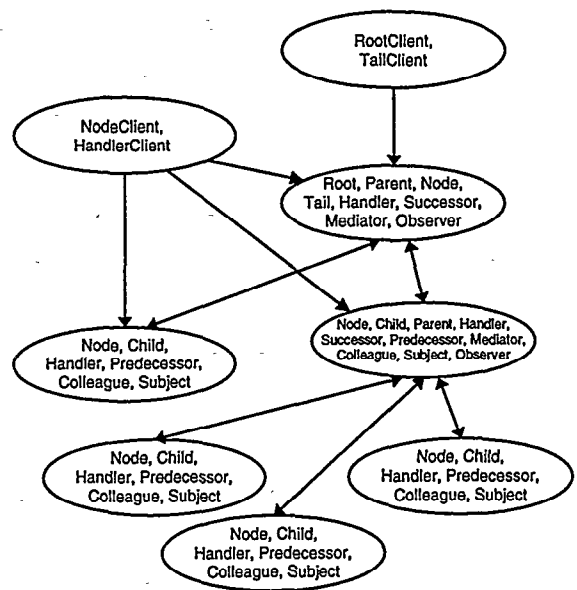 RootClient,
TailClient
NodeClient,
HandlerClient
Root, Parent, Node,
Tail, Handler, Successor,
Mediator, Observer
Node, Child, Parent, Handler,
Successor, Predecessor, Mediator,
Colleague, Subject, Observer
Node, Child,
Handler, Predecessor,
Colleague, Subject
Node, Child,
Handler, Predecessor,
Colleague, Subject
Node, Child,
Handler, Predecessor,
Colleague, Subject
Node, Child,
Handler, Predecessor,
Colleague, Subject